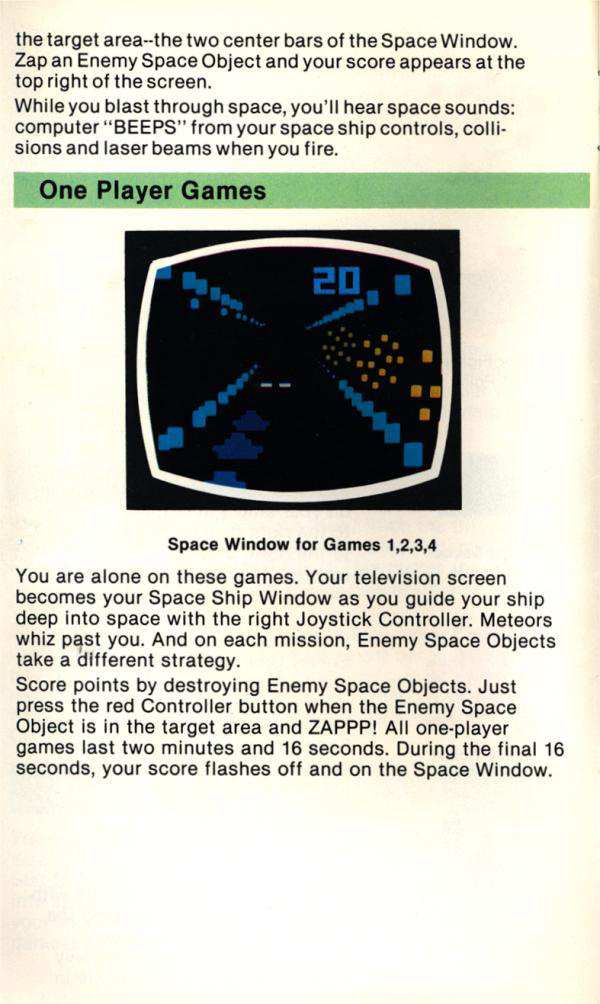 the target area--the two center bars of the Space Window.
Zap an Enemy Space Object and your score appears at the
top right of the screen.
While you blast through space, you'll hear space sounds:
computer "BEEPS" from your space ship controls, colli-
sions and laser beams when you fire.
One Player Games
20
Space Window for Games 1,2,3,4
You are alone on these games. Your television screen
becomes your Space Ship Window as you guide your ship
deep into space with the right Joystick Controller. Meteors
whiz past you. And on each mission, Enemy Space Objects
take a different strategy.
Score points by destroying Enemy Space Objects. Just
press the red Controller button when the Enemy Space
Object is in the target area and ZAPPP! All one-player
games last two minutes and 16 seconds. During the final 16
seconds, your score flashes off and on the Space Window.